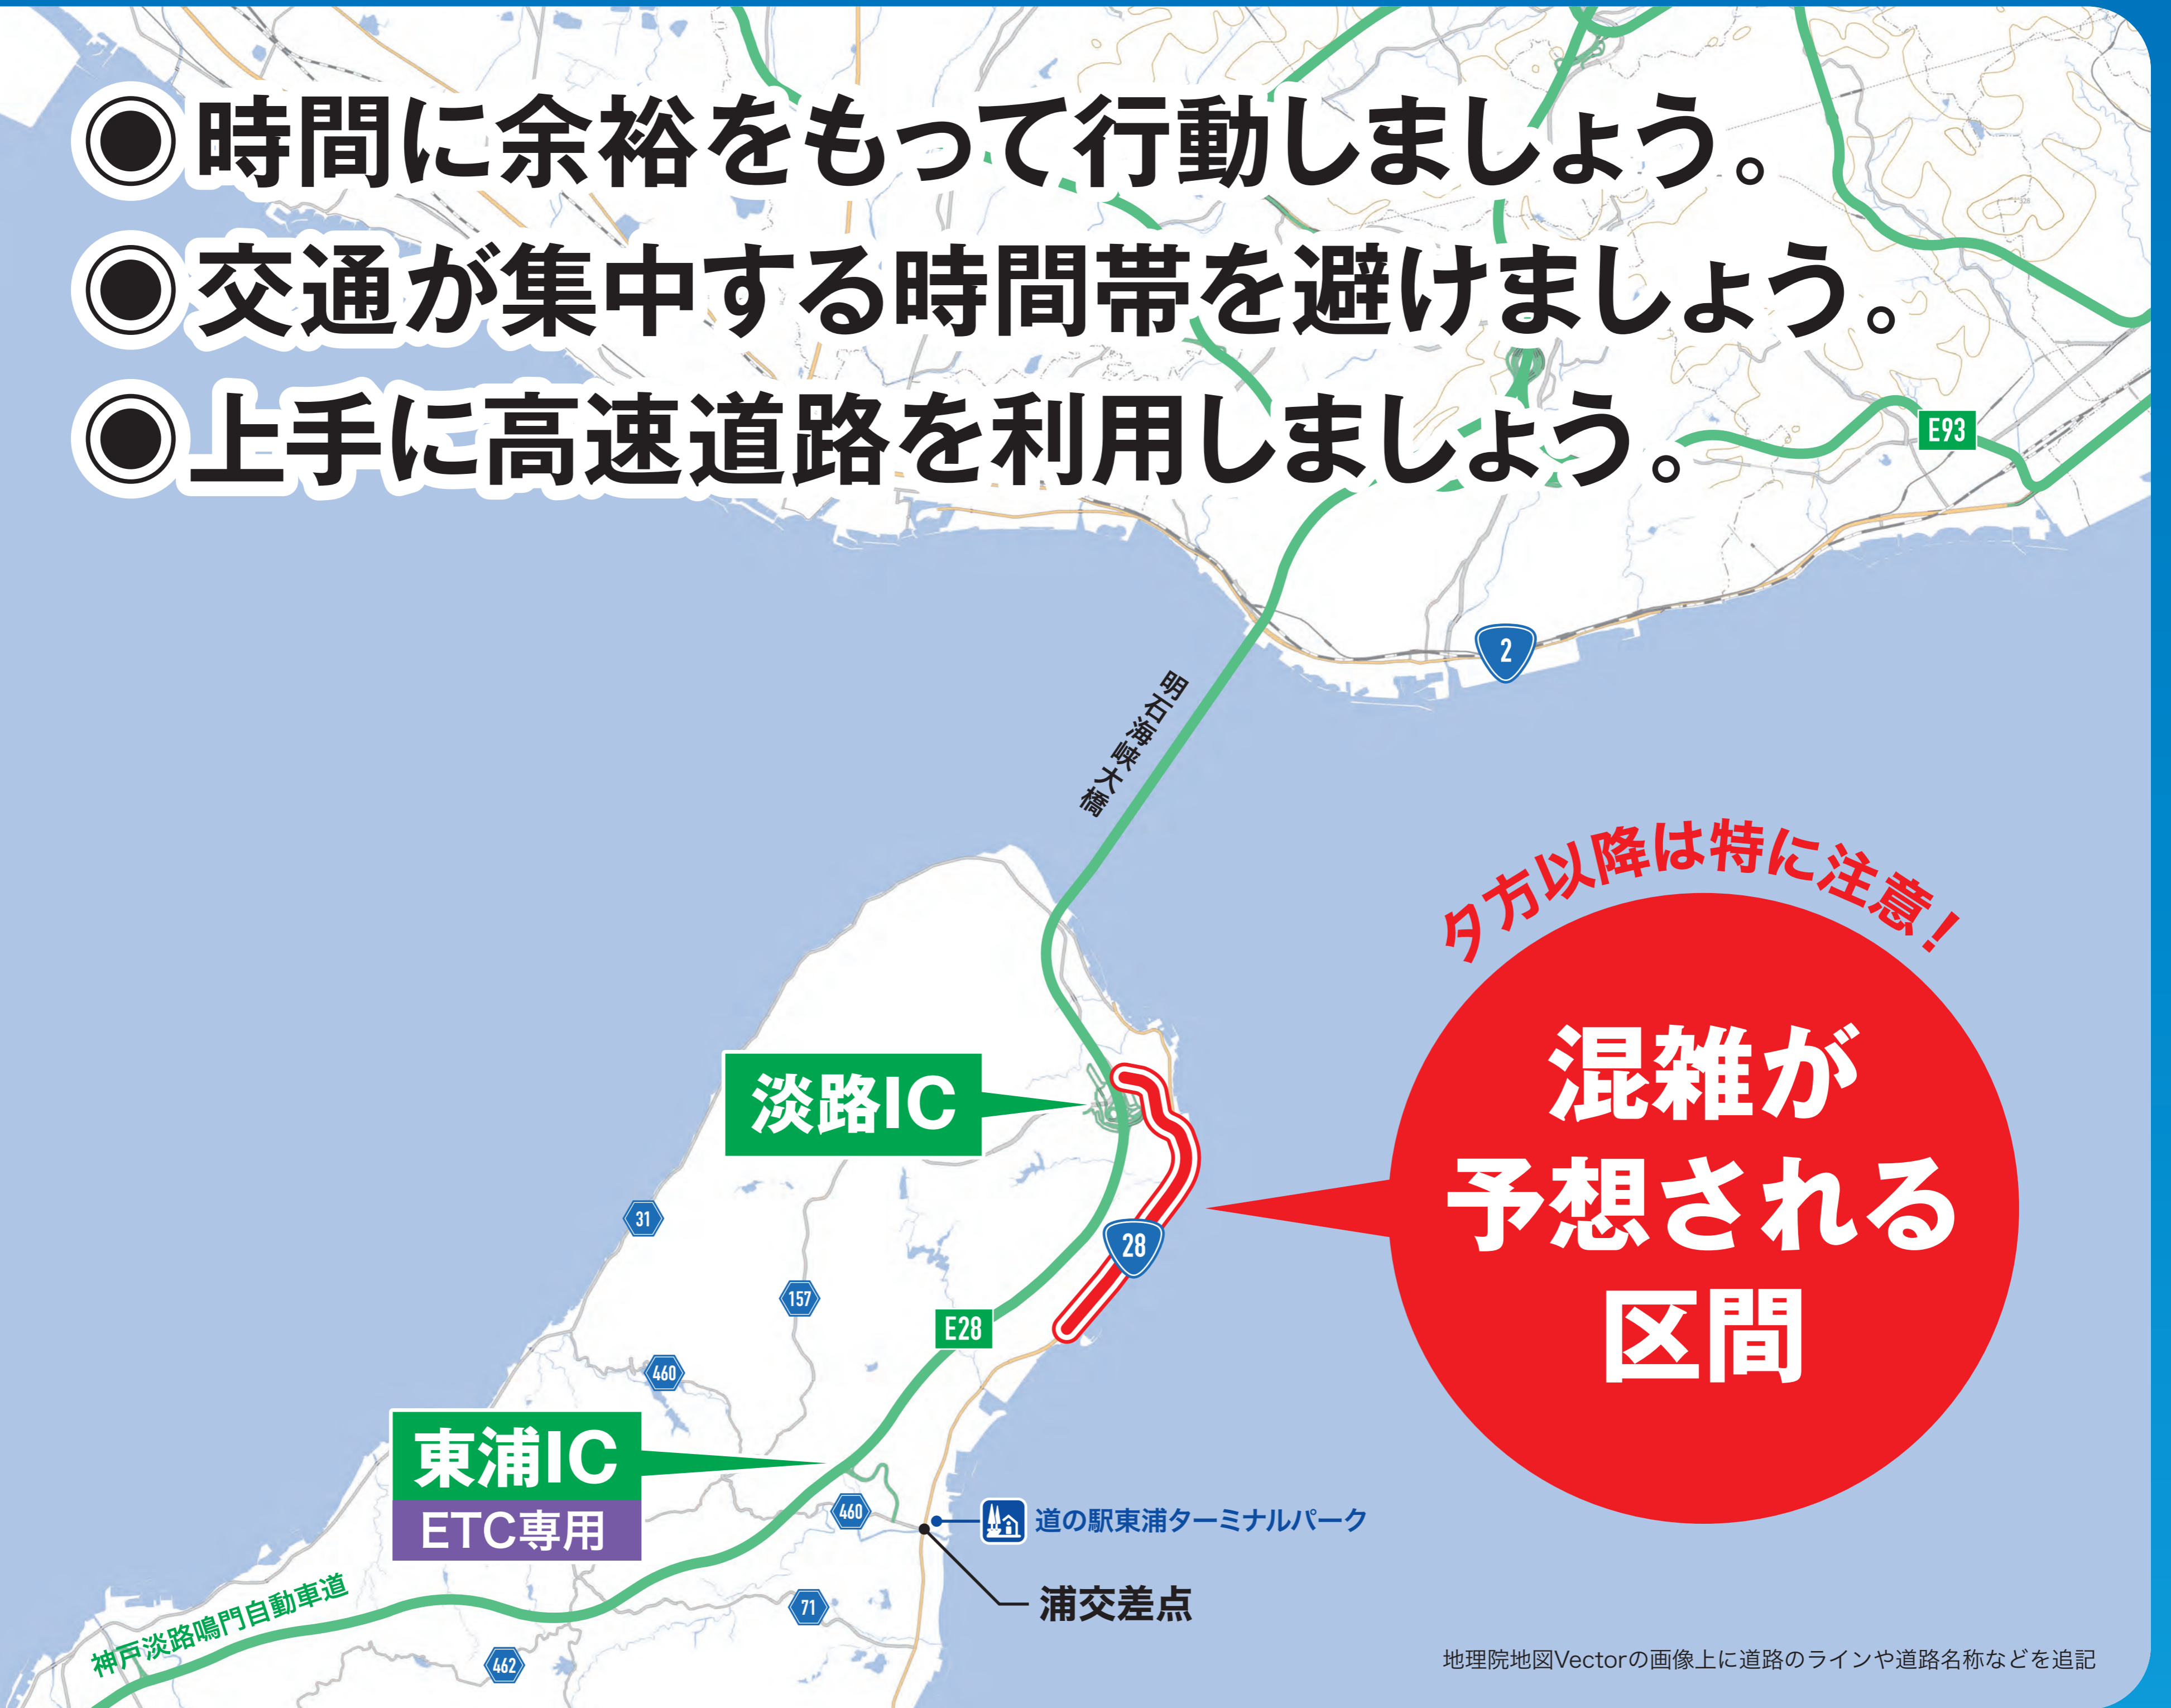 ◉時間に余裕をもって行動しましょう。
◉交通が集中する時間帯を避けましょう。
◉上手に高速道路を利用しましょう。
E93
2
明石海峡大橋
夕方以降は特に注意！
混雑が
予想される
区間
淡路IC
31
28
157
E28
460
東浦IC
ETC専用
460
道の駅東浦ターミナルパーク
浦交差点
神戸淡路鳴門自動車道
71
462
地理院地図Vectorの画像上に道路のラインや道路名称などを追記